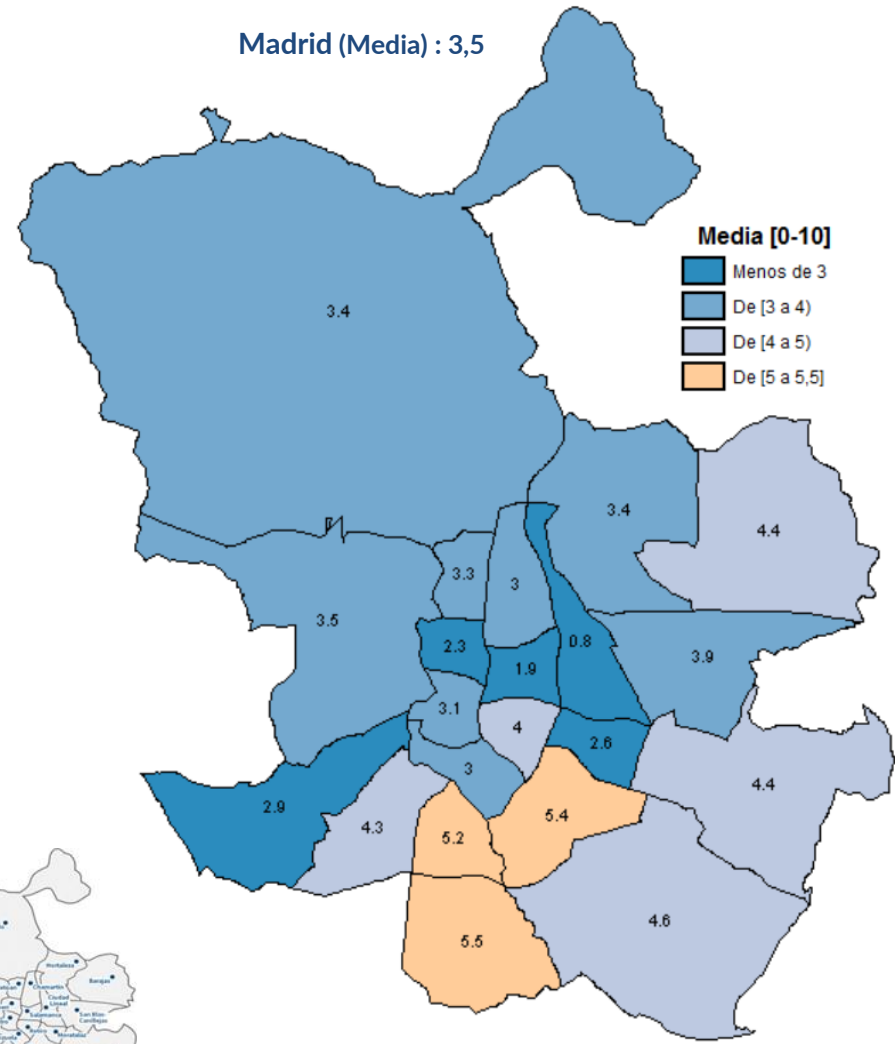 Madrid (Media) : 3,5
Media [0-10]
Menos de 3
De [3 a 4)
De [4 a 5)
De [5 a 5,5]
3.4
3.4
4.4
3.3
3
3.5
2.3
1.9
0.8
3.9
3.1
4
2.6
3
4.4
2.9
4.3
5.2
5.4
4.6
5.5
Hortaleza
Barajas
Chamartín
Ciudad
Lineal
Salamanca
San Blas-
Canillejas
Retiro
Moratalaz